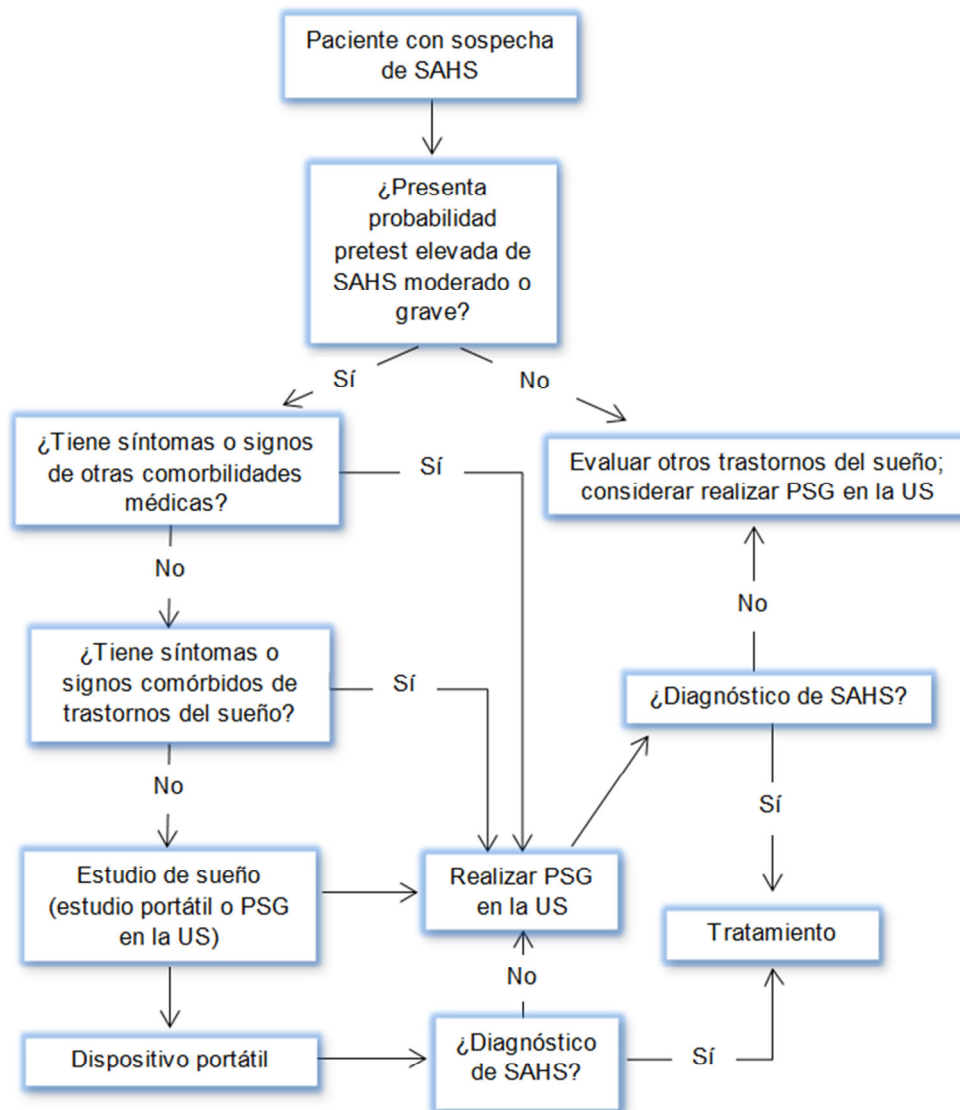 Paciente con sospecha
de SAHS
¿Presenta
probabilidad
pretest elevada de
SAHS moderado o
grave?
Sí
No
¿Tiene síntomas o signos
de otras comorbilidades
médicas?
Sí
Evaluar otros trastornos del sueño;
considerar realizar PSG en la US
No
No
¿Tiene síntomas o
signos comórbidos de
trastornos del sueño?
Sí
¿Diagnóstico de SAHS?
No
Sí
Estudio de sueño
(estudio portátil o PSG
en la US)
Realizar PSG
en la US
Tratamiento
No
Dispositivo portátil
¿Diagnóstico
de SAHS?
Sí